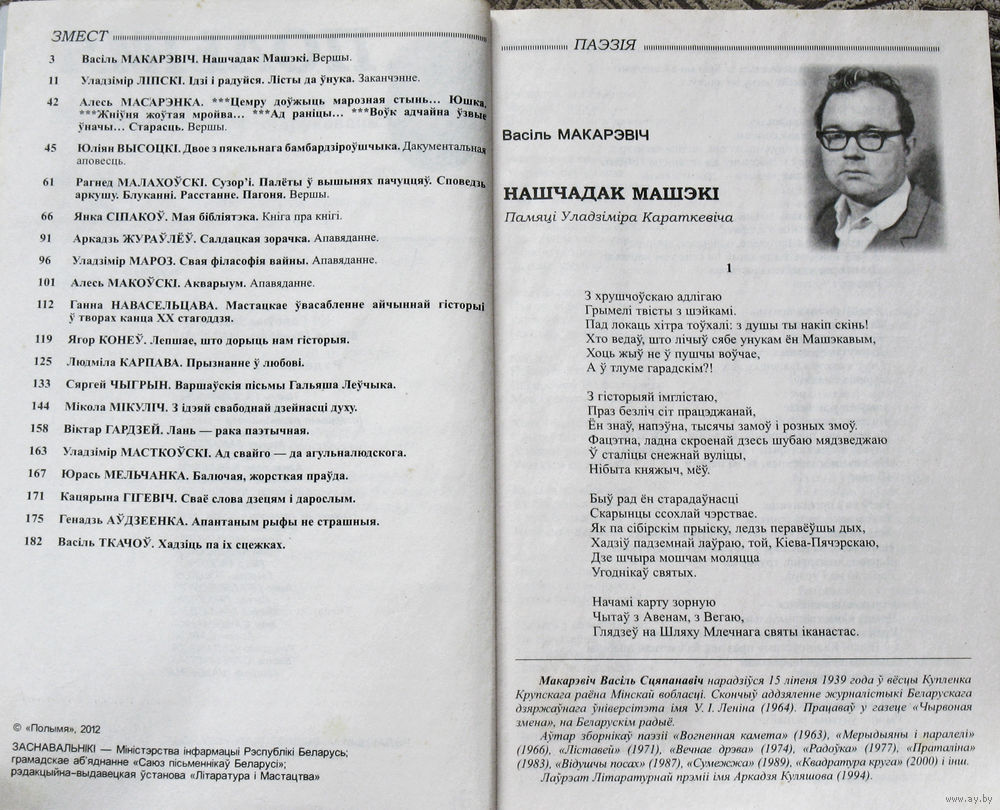 ЗМЕСТ
3 Васіль МАКАРЭВІЧ. Нашчадак Машэкі. Вершы.
11 Уладзімір ЛІПСКІ. Ідзі і радуйся. Лісты да ўнука. Заканчэнне.
42 Алесь МАСАРЭНКА. ***Цемру доўжыць марозная стынь… Юшка.
***Жніўня жоўтая мройва… ***Ад раніцы… ***Воўк адчайна ўзвые
ўначы… Старасць. Вершы.
45 Юліян ВЫСОЦКІ. Двое з пякельнага бамбардзіроўшчыка. Дакументальная
аповесць.
61 Рагнед МАЛАХОЎСКІ. Сузор’і. Палёты ў вышынях пачуццяў. Споведзь
аркушу. Блуканні. Расстанне. Пагоня. Вершы.
66 Янка СІПАКОЎ. Мая бібліятэка. Кніга пра кнігі.
91 Аркадзь ЖУРАЎЛЁЎ. Салдацкая зорачка. Апавяданне.
96 Уладзімір МАРОЗ. Свая філасофія вайны. Апавяданне.
101 Алесь МАКОЎСКІ. Акварыум. Апавяданне.
112 Ганна НАВАСЕЛЬЦАВА. Мастацкае ўвасабленне айчыннай гісторыі
ў творах канца XX стагоддзя.
119 Ягор КОНЕЎ. Лепшае, што дорыць нам гісторыя.
125 Людміла КАРПАВА. Прызнанне ў любові.
133 Сяргей ЧЫГРЫН. Варшаўскія пісьмы Гальяша Леўчыка.
144 Мікола МІКУЛІЧ. З ідэяй свабоднай дзейнасці духу.
158 Віктар ГАРДЗЕЙ. Лань — рака паэтычная.
163 Уладзімір МАСТКОЎСКІ. Ад свайго — да агульналюдскога.
167 Юрась МЕЛЬЧАНКА. Балючая, жорсткая праўда.
171 Кацярына ГІГЕВІЧ. Сваё слова дзецям і дарослым.
175 Генадзь АЎДЗЕЕНКА. Апантаным рыфы не страшныя.
182 Васіль ТКАЧОЎ. Хадзіць па іх сцежках.
© «Полымя», 2012
ЗАСНАВАЛЬНІКІ — Міністэрства інфармацыі Рэспублікі Беларусь;
грамадскае аб’яднанне «Саюз пісьменнікаў Беларусі»;
рэдакцыйна-выдавецкая ўстанова «Літаратура і Мастацтва»
ПАЭЗІЯ
Васіль МАКАРЭВІЧ
НАШЧАДАК МАШЭКІ
Памяці Уладзіміра Караткевіча
1
З хрушчоўскаю адлігаю
Грымелі твісты з шэйкамі.
Пад локаць хітра тоўхалі: з душы ты накіп скінь!
Хто ведаў, што лічыў сябе унукам ён Машэкавым,
Хоць жыў не ў пушчы воўчае,
А ў тлуме гарадскім?!
З гісторыяй імглістаю,
Праз безліч сіт працэджанай,
Ён знаў, напэўна, тысячы замоў і розных змоў.
Фацэтна, ладна скроенай дзесь шубаю мядзведжаю
Ў сталіцы снежнай вуліцы,
Нібыта княжыч, мёў.
Быў рад ён старадаўнасці
Скарынцы ссохлай чэрствае.
Як па сібірскім прыіску, ледзь перавёўшы дых,
Хадзіў падземнай лаўраю, той, Кіева-Пячэрскаю,
Дзе шчыра мошчам моляцца
Угоднікаў святых.
Начамі карту зорную
Чытаў з Авенам, з Вегаю,
Глядзеў на Шляху Млечнага святы іканастас.
Макарэвіч Васіль Сцяпанавіч нарадзіўся 15 ліпеня 1939 года ў вёсцы Купленка
Крупскага раёна Мінскай вобласці. Скончыў аддзяленне журналістыкі Беларускага
дзяржаўнага ўніверсітэта імя У. І. Леніна (1964). Працаваў у газеце «Чырвоная
змена», на Беларускім радыё.
Аўтар зборнікаў паэзіі «Вогненная камета» (1963), «Мерыдыяны і паралелі»
(1966), «Ліставей» (1971), «Вечнае дрэва» (1974), «Радоўка» (1977), «Праталіна»
(1983), «Відушчы посах» (1987), «Сумежжа» (1989), «Квадратура круга» (2000) і інш.
Лаўрэат Літаратурнай прэміі імя Аркадзя Куляшова (1994).
www.ay.by